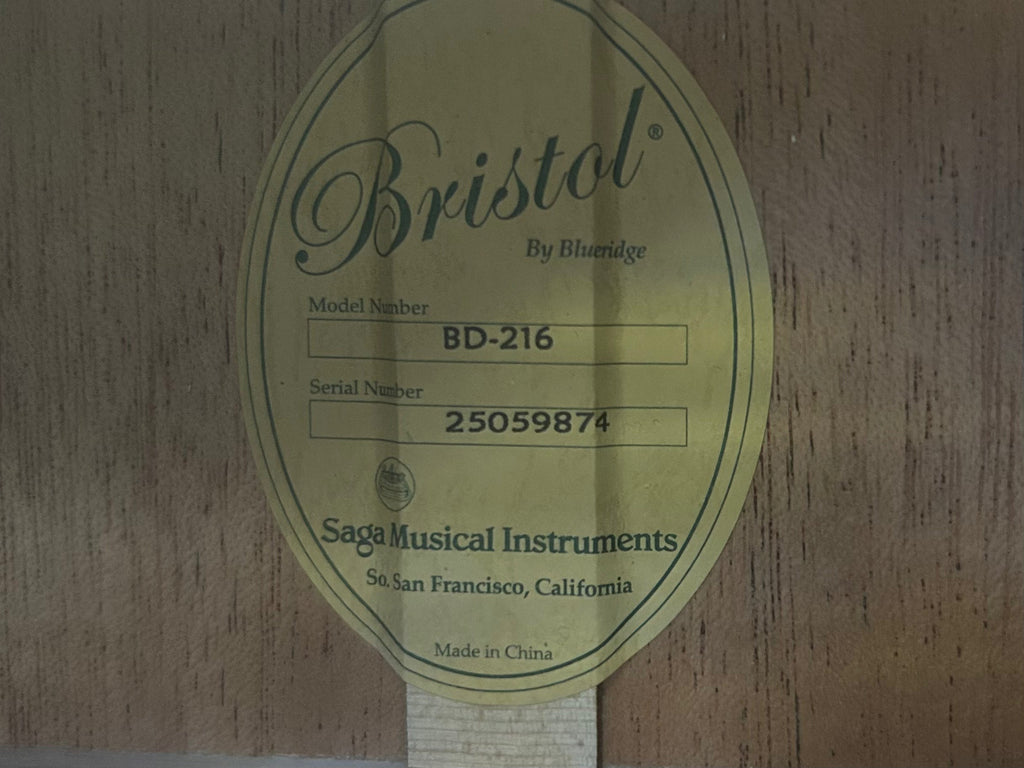 Bristol®
By Blueridge
Model Number
BD-216
Serial Number
25059874
Saga Musical Instruments
So. San Francisco, California
Made in China